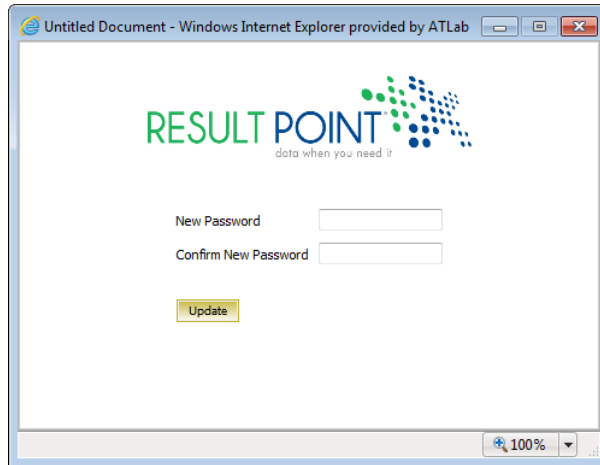 Untitled Document - Windows Internet Explorer provided by ATLab
RESULT POINT
data when you need it
New Password
Confirm New Password
Update
100%